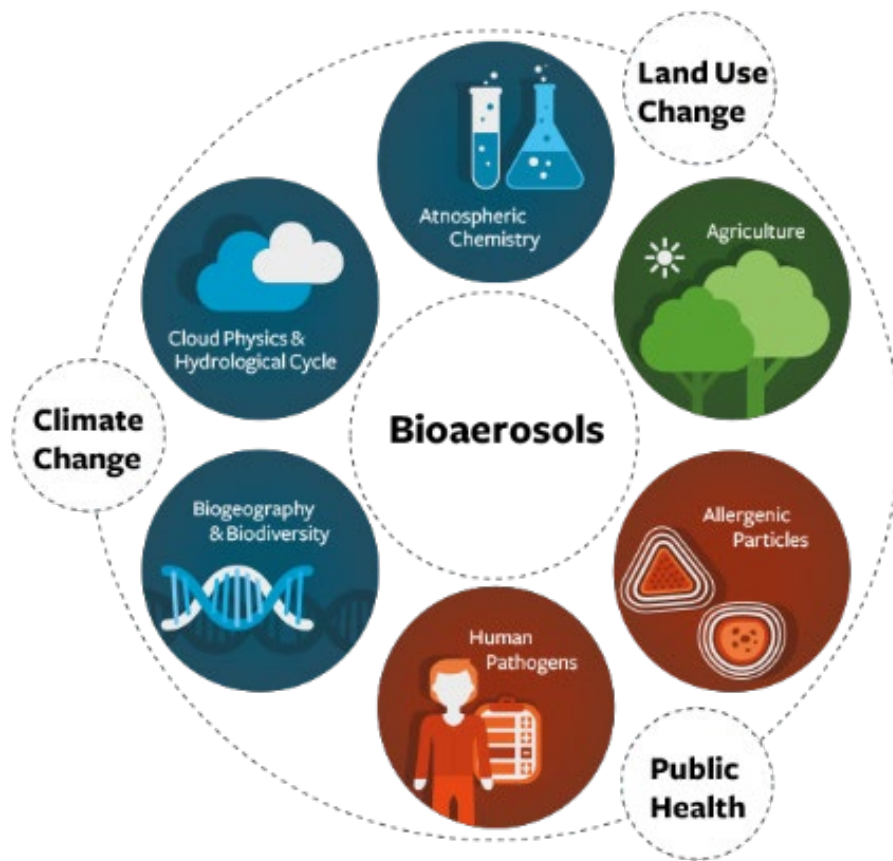 Land Use
Change
Atnospheric
Chemistry
Agriculture
Cloud Physics &
Hydrological Cycle
Climate
Change
Bioaerosols
Biogeography
& Biodiversity
Allergenic
Particles
Human
Pathogens
Public
Health